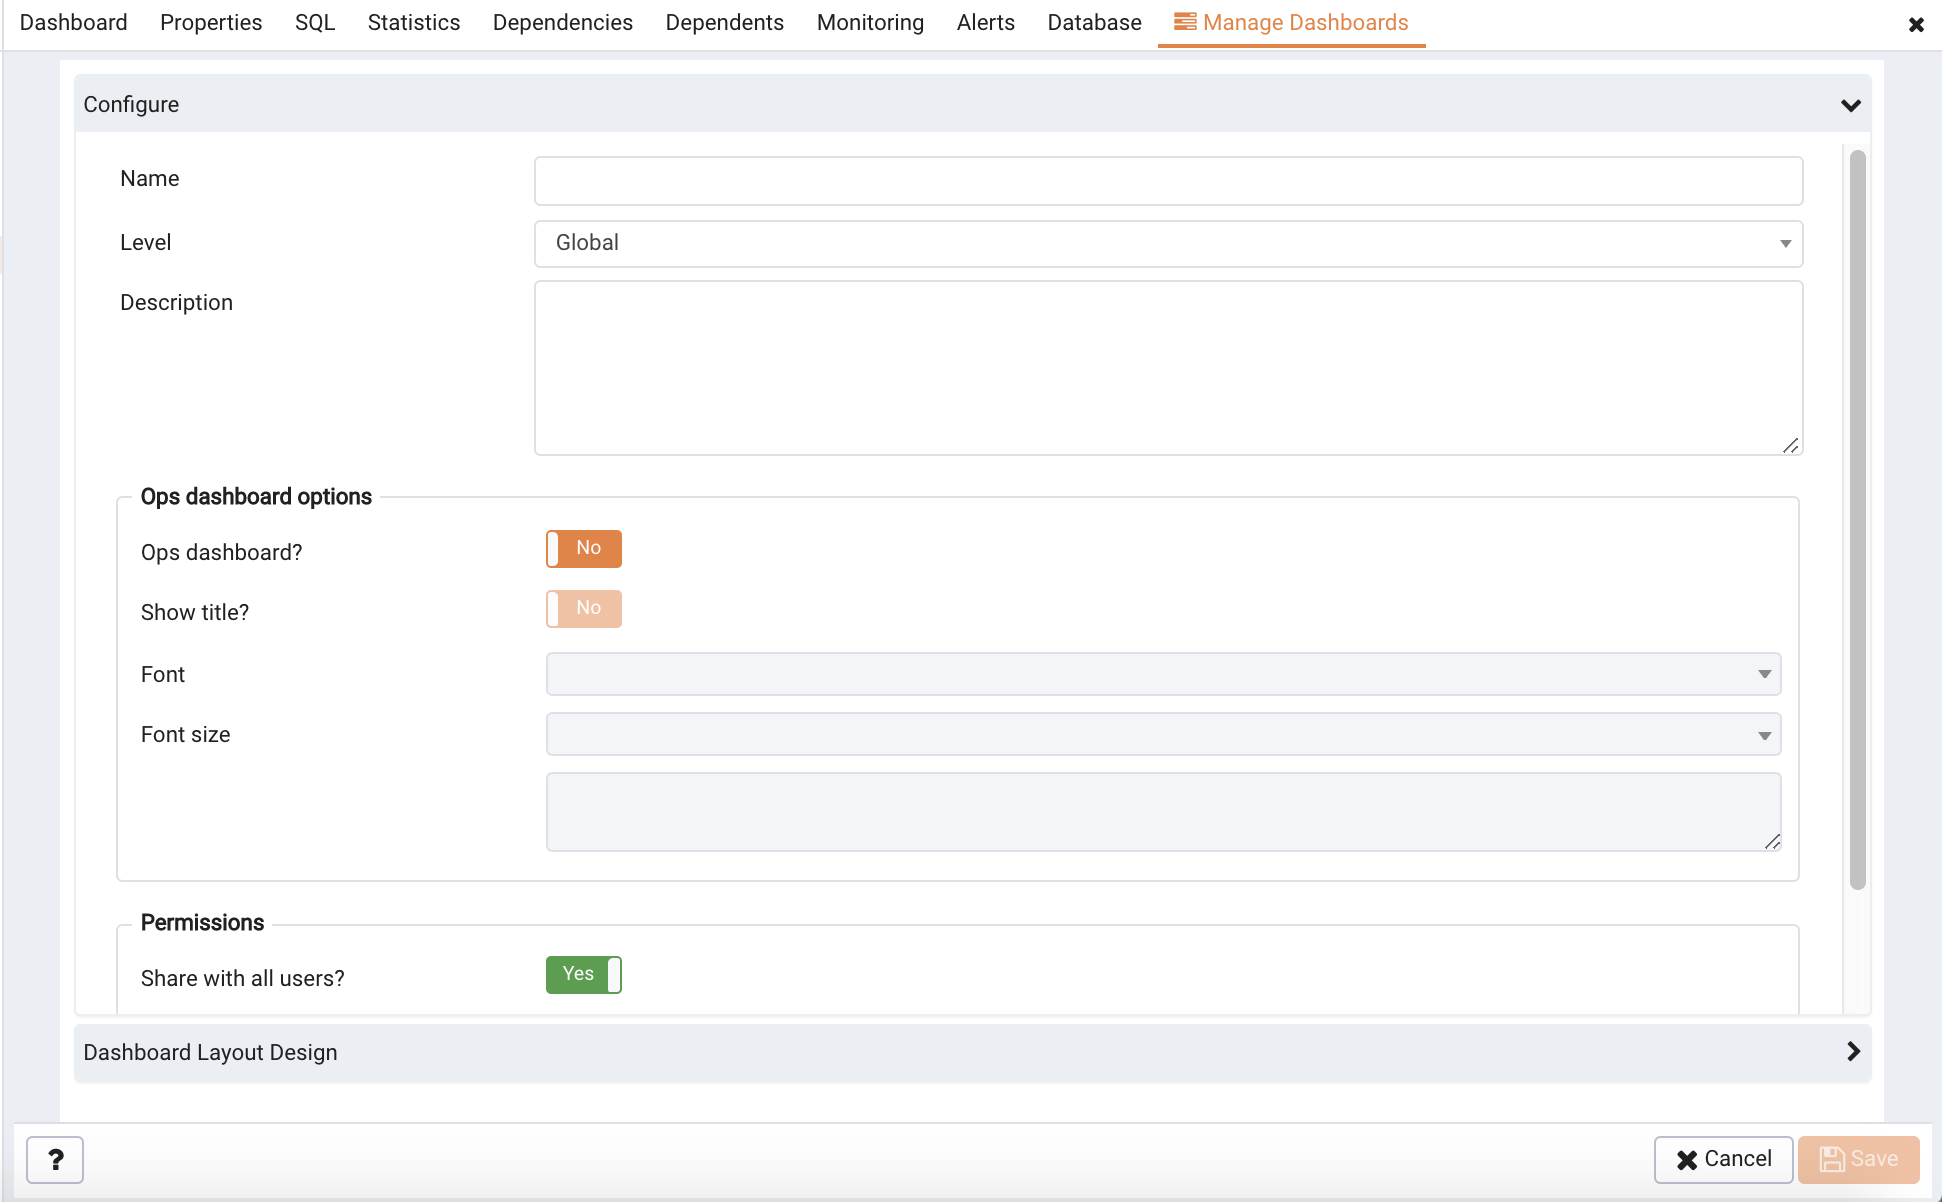 Dashboard Properties SQL Statistics Dependencies Dependents Monitoring Alerts Database Manage Dashboards
Configure
Name
Level Global
Description
Ops dashboard options
Ops dashboard? No
Show title? No
Font
Font size
Permissions
Share with all users? Yes
Dashboard Layout Design
? Cancel Save